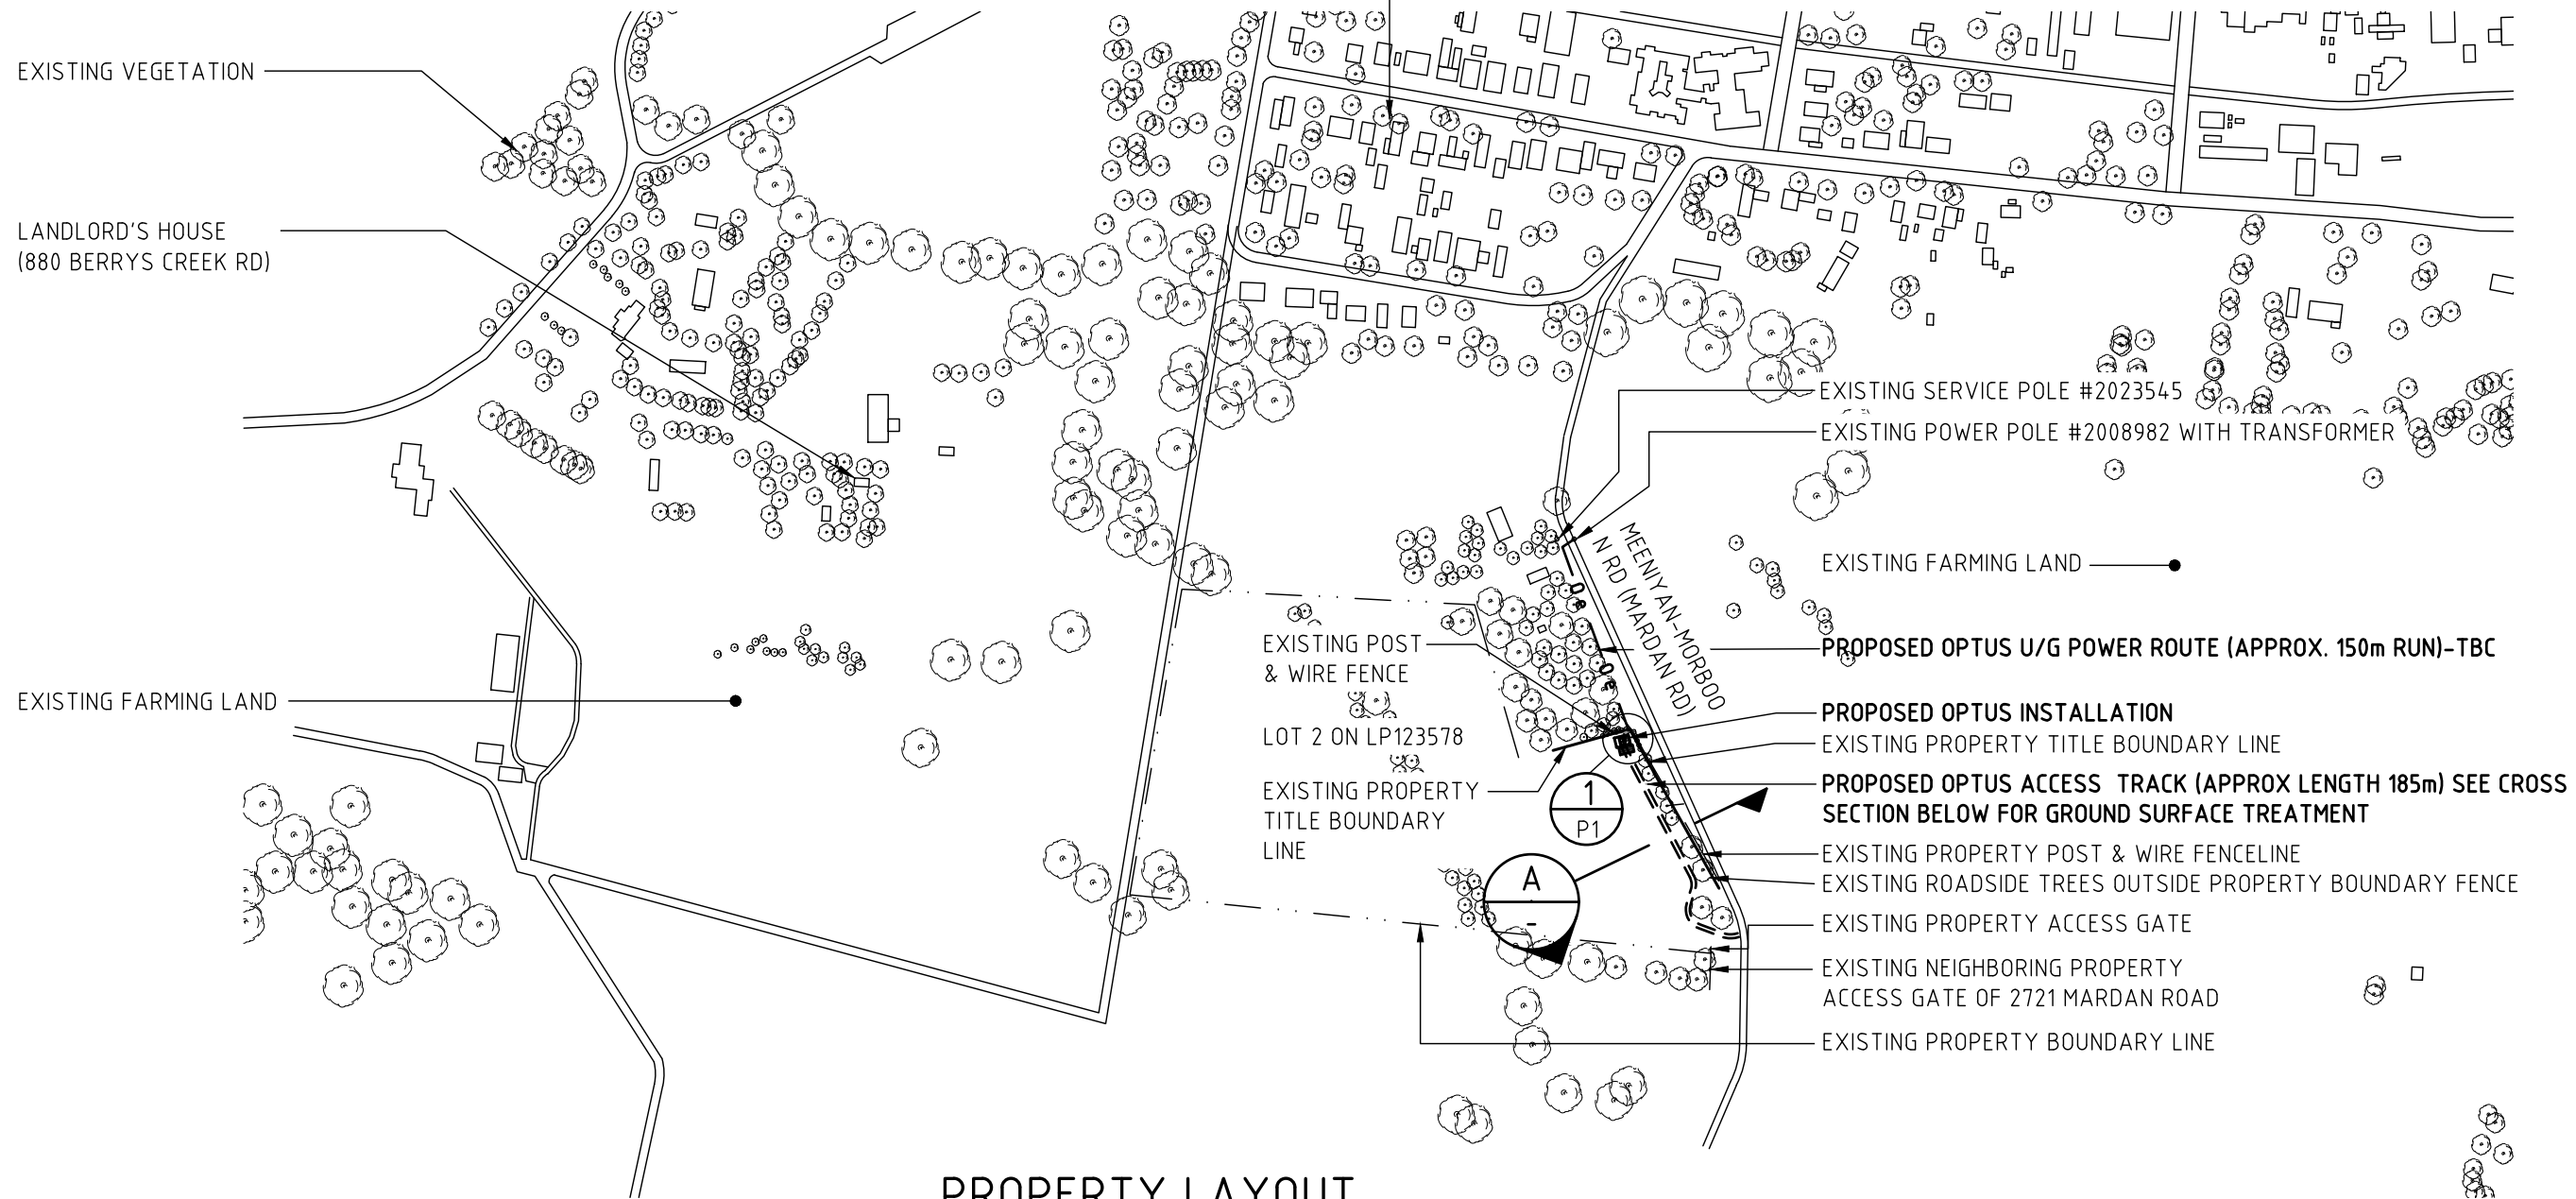 EXISTING VEGETATION
LANDLORD'S HOUSE
(880 BERRYS CREEK RD)
EXISTING FARMING LAND
EXISTING SERVICE POLE #2023545
EXISTING POWER POLE #2008982 WITH TRANSFORMER
EXISTING FARMING LAND
MEENIYAN-MORBOO
N RD (MARDAN RD)
Oe
Oe
EXISTING POST
& WIRE FENCE
LOT 2 ON LP123578
EXISTING PROPERTY
TITLE BOUNDARY
LINE
PROPOSED OPTUS U/G POWER ROUTE (APPROX. 150m RUN)-TBC
PROPOSED OPTUS INSTALLATION
EXISTING PROPERTY TITLE BOUNDARY LINE
PROPOSED OPTUS ACCESS TRACK (APPROX LENGTH 185m) SEE CROSS
SECTION BELOW FOR GROUND SURFACE TREATMENT
1
P1
A
-
EXISTING PROPERTY POST & WIRE FENCELINE
EXISTING ROADSIDE TREES OUTSIDE PROPERTY BOUNDARY FENCE
EXISTING PROPERTY ACCESS GATE
EXISTING NEIGHBORING PROPERTY
ACCESS GATE OF 2721 MARDAN ROAD
EXISTING PROPERTY BOUNDARY LINE
PROPERTY LAYOUT